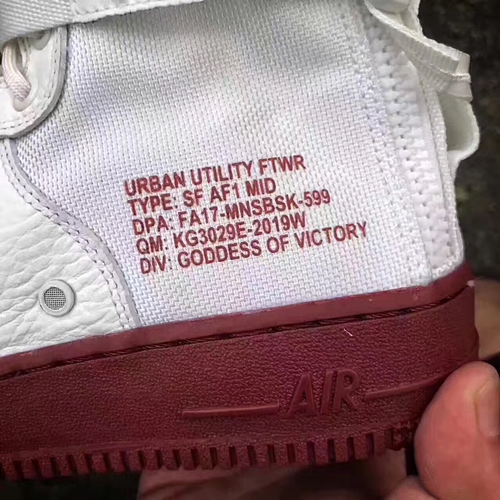 URBAN UTILITY FTWR
TYPE: SF AF1 MID
DPA: FA17-MNSBSK-599
QM: KG3029E-2019W
DIV: GODDESS OF VICTORY
AIR